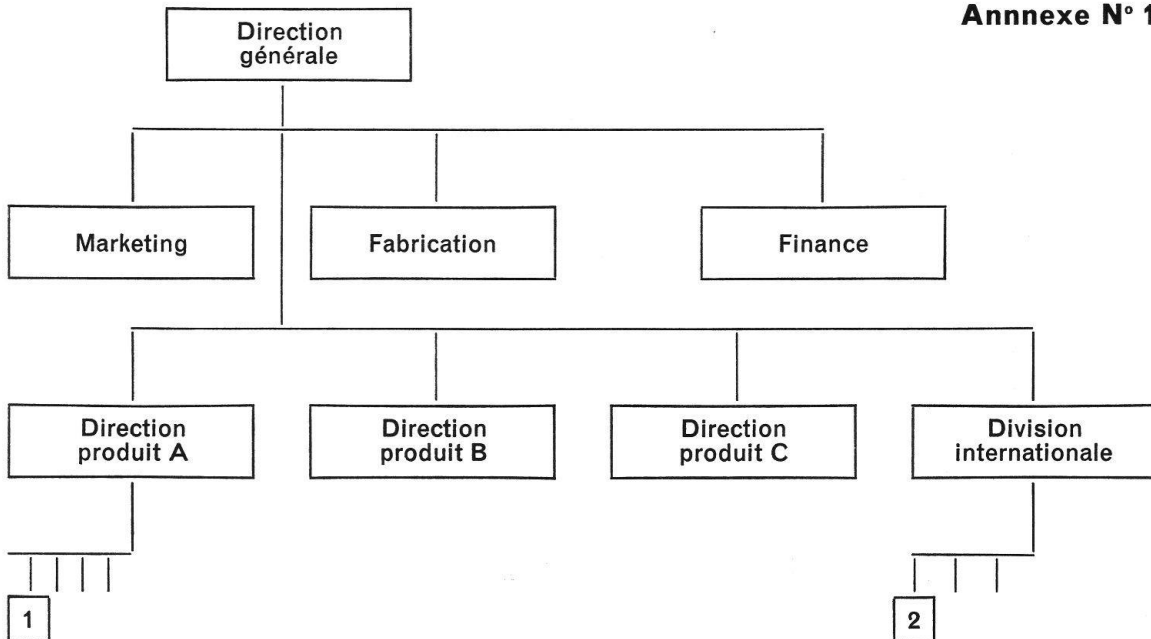 Annnexe N° 1
Direction
générale
Marketing
Fabrication
Finance
Direction
produit A
Direction
produit B
Direction
produit C
Division
internationale
1
2